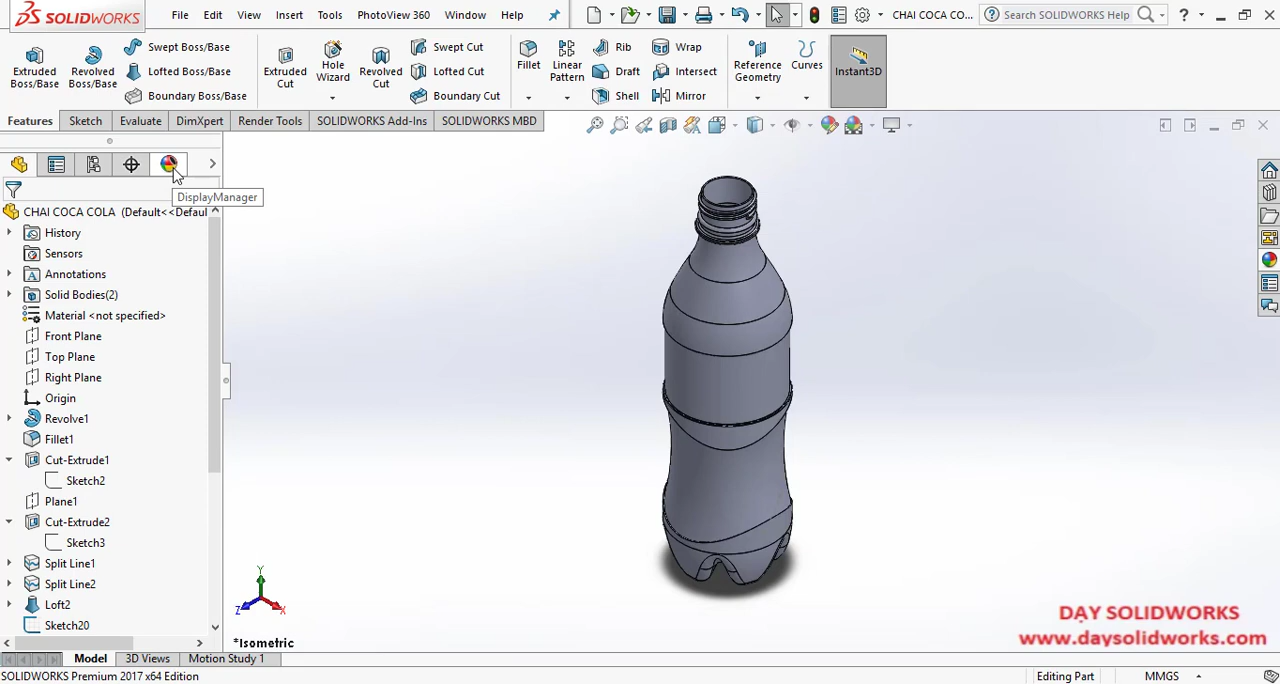 SOLIDWORKS File Edit View Insert Tools PhotoView 360 Window Help CHAI COCA CO... Search SOLIDWORKS Help ?
Extruded Boss/Base
Revolved Boss/Base
Swept Boss/Base
Lofted Boss/Base
Boundary Boss/Base
Extruded Cut
Hole Wizard
Revolved Cut
Swept Cut
Lofted Cut
Boundary Cut
Fillet
Linear Pattern
Rib
Draft
Shell
Wrap
Intersect
Mirror
Reference Geometry
Curves
Instant3D
Features Sketch Evaluate DimXpert Render Tools SOLIDWORKS Add-Ins SOLIDWORKS MBD
DisplayManager
CHAI COCA COLA (Default<<Defaul
History
Sensors
Annotations
Solid Bodies(2)
Material <not specified>
Front Plane
Top Plane
Right Plane
Origin
Revolve1
Fillet1
Cut-Extrude1
Sketch2
Plane1
Cut-Extrude2
Sketch3
Split Line1
Split Line2
Loft2
Sketch20
Y
Z
X
*Isometric
DẠY SOLIDWORKS
www.daysolidworks.com
Model 3D Views Motion Study 1
SOLIDWORKS Premium 2017 x64 Edition Editing Part MMGS